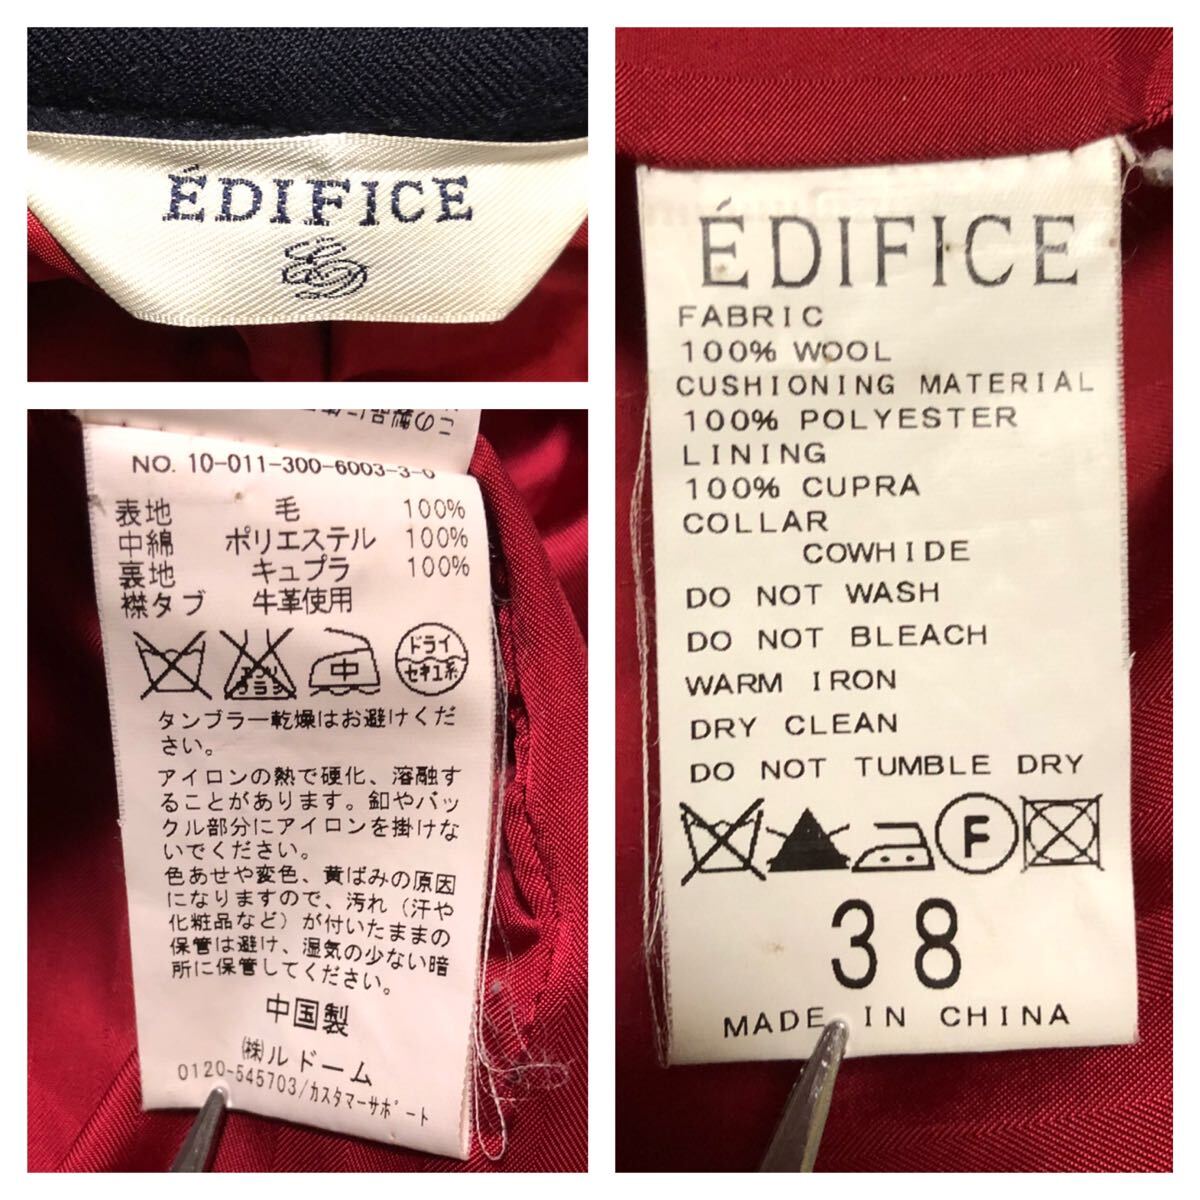 ÉDIFICE
NO. 10-011-300-6003-3-0
表地 毛 100%
中綿 ポリエステル 100%
裏地 キュプラ 100%
襟タブ 牛革使用
エンソ
サラシ
中
ドライ
セキユ系
タンブラー乾燥はお避けくだ
さい。
アイロンの熱で硬化、溶融す
ることがあります。釦やバッ
クル部分にアイロンを掛けな
いでください。
色あせや変色、黄ばみの原因
になりますので、汚れ（汗や
化粧品など）が付いたままの
保管は避け、湿気の少ない暗
所に保管してください。
中国製
㈱ルドーム
0120-545703/カスタマーサポート
ÉDIFICE
FABRIC
100% WOOL
CUSHIONING MATERIAL
100% POLYESTER
LINING
100% CUPRA
COLLAR
COWHIDE
DO NOT WASH
DO NOT BLEACH
WARM IRON
DRY CLEAN
DO NOT TUMBLE DRY
F
38
MADE IN CHINA